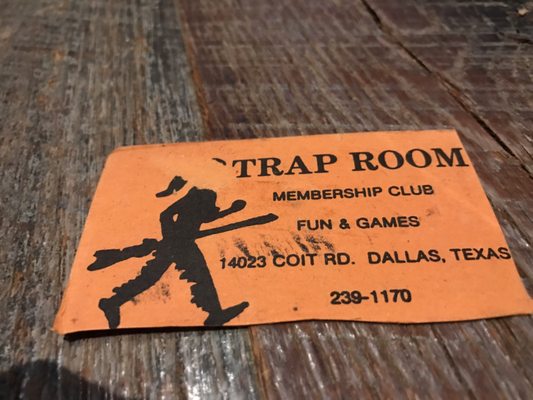 TRAP ROOM
MEMBERSHIP CLUB
FUN & GAMES
14023 COIT RD. DALLAS, TEXAS
239-1170